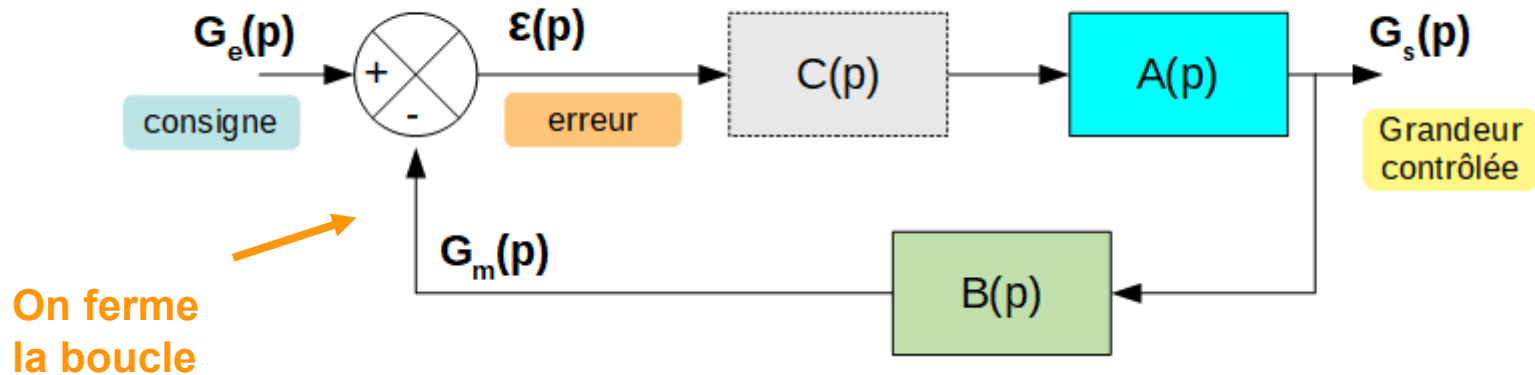 Ge(p)
consigne
+
-
ε(p)
erreur
C(p)
A(p)
Gs(p)
Grandeur
contrôlée
Gm(p)
B(p)
On ferme
la boucle